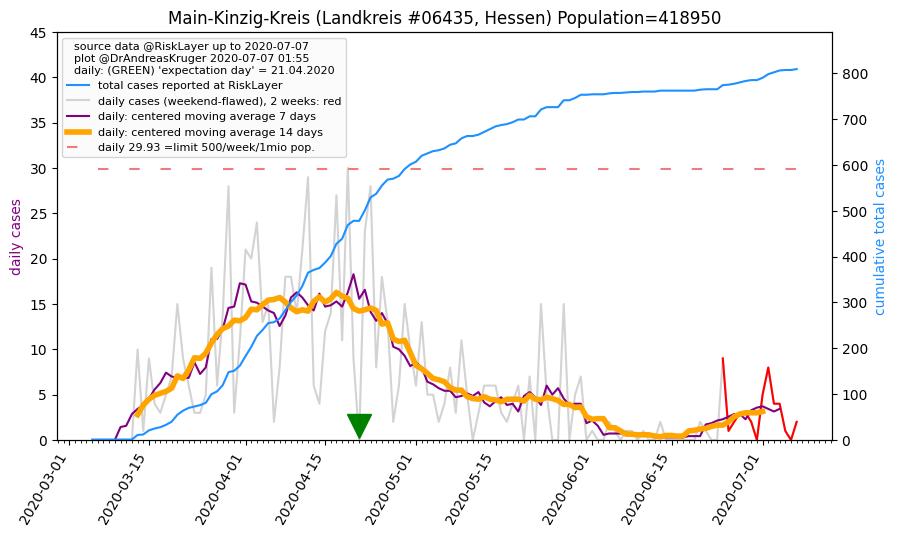 Main-Kinzig-Kreis (Landkreis #06435, Hessen) Population=418950
source data @RiskLayer up to 2020-07-07
plot @DrAndreasKruger 2020-07-07 01:55
daily: (GREEN) 'expectation day' = 21.04.2020
total cases reported at RiskLayer
daily cases (weekend-flawed), 2 weeks: red
daily: centered moving average 7 days
daily: centered moving average 14 days
daily 29.93 =limit 500/week/1mio pop.
daily cases
45
40
35
30
25
20
15
10
5
0
cumulative total cases
800
700
600
500
400
300
200
100
0
2020-03-01
2020-03-15
2020-04-01
2020-04-15
2020-05-01
2020-05-15
2020-06-01
2020-06-15
2020-07-01